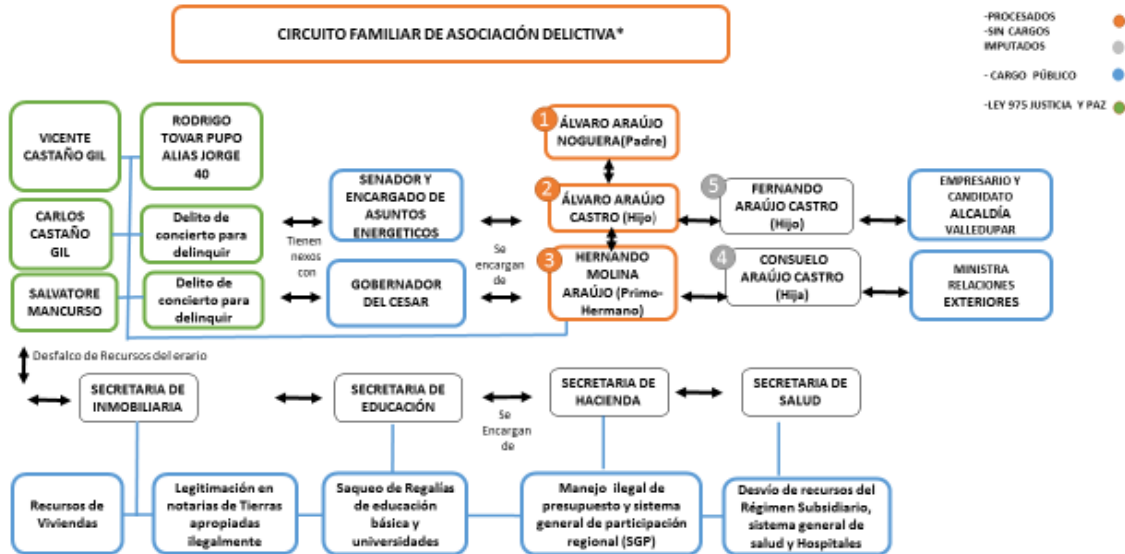 CIRCUITO FAMILIAR DE ASOCIACIÓN DELICTIVA*
-PROCESADOS
-SIN CARGOS
IMPUTADOS
- CARGO PÚBLICO
-LEY 975 JUSTICIA Y PAZ
VICENTE
CASTAÑO GIL
RODRIGO
TOVAR PUPO
ALIAS JORGE
40
CARLOS
CASTAÑO
GIL
Delito de
concierto para
delinquir
SALVATORE
MANCURSO
Delito de
concierto para
delinquir
Tienen
nexos
con
SENADOR Y
ENCARGADO DE
ASUNTOS
ENERGETICOS
GOBERNADOR
DEL CESAR
Se
encargan
de
1
ÁLVARO ARAÚJO
NOGUERA(Padre)
2
ÁLVARO ARAÚJO
CASTRO (Hijo)
3
HERNANDO
MOLINA
ARAÚJO (Primo-
Hermano)
5
FERNANDO
ARAÚJO CASTRO
(Hijo)
4
CONSUELO
ARAÚJO CASTRO
(Hija)
EMPRESARIO Y
CANDIDATO
ALCALDÍA
VALLEDUPAR
MINISTRA
RELACIONES
EXTERIORES
Desfalco de Recursos del erario
SECRETARIA DE
INMOBILIARIA
SECRETARIA DE
EDUCACIÓN
Se
Encargan
de
SECRETARIA DE
HACIENDA
SECRETARIA DE
SALUD
Recursos de
Viviendas
Legitimación en
notarias de Tierras
apropiadas
ilegalmente
Saqueo de Regalías
de educación
básica y
universidades
Manejo ilegal de
presupuesto y sistema
general de participación
regional (SGP)
Desvío de recursos del
Régimen Subsidiario,
sistema general de
salud y Hospitales